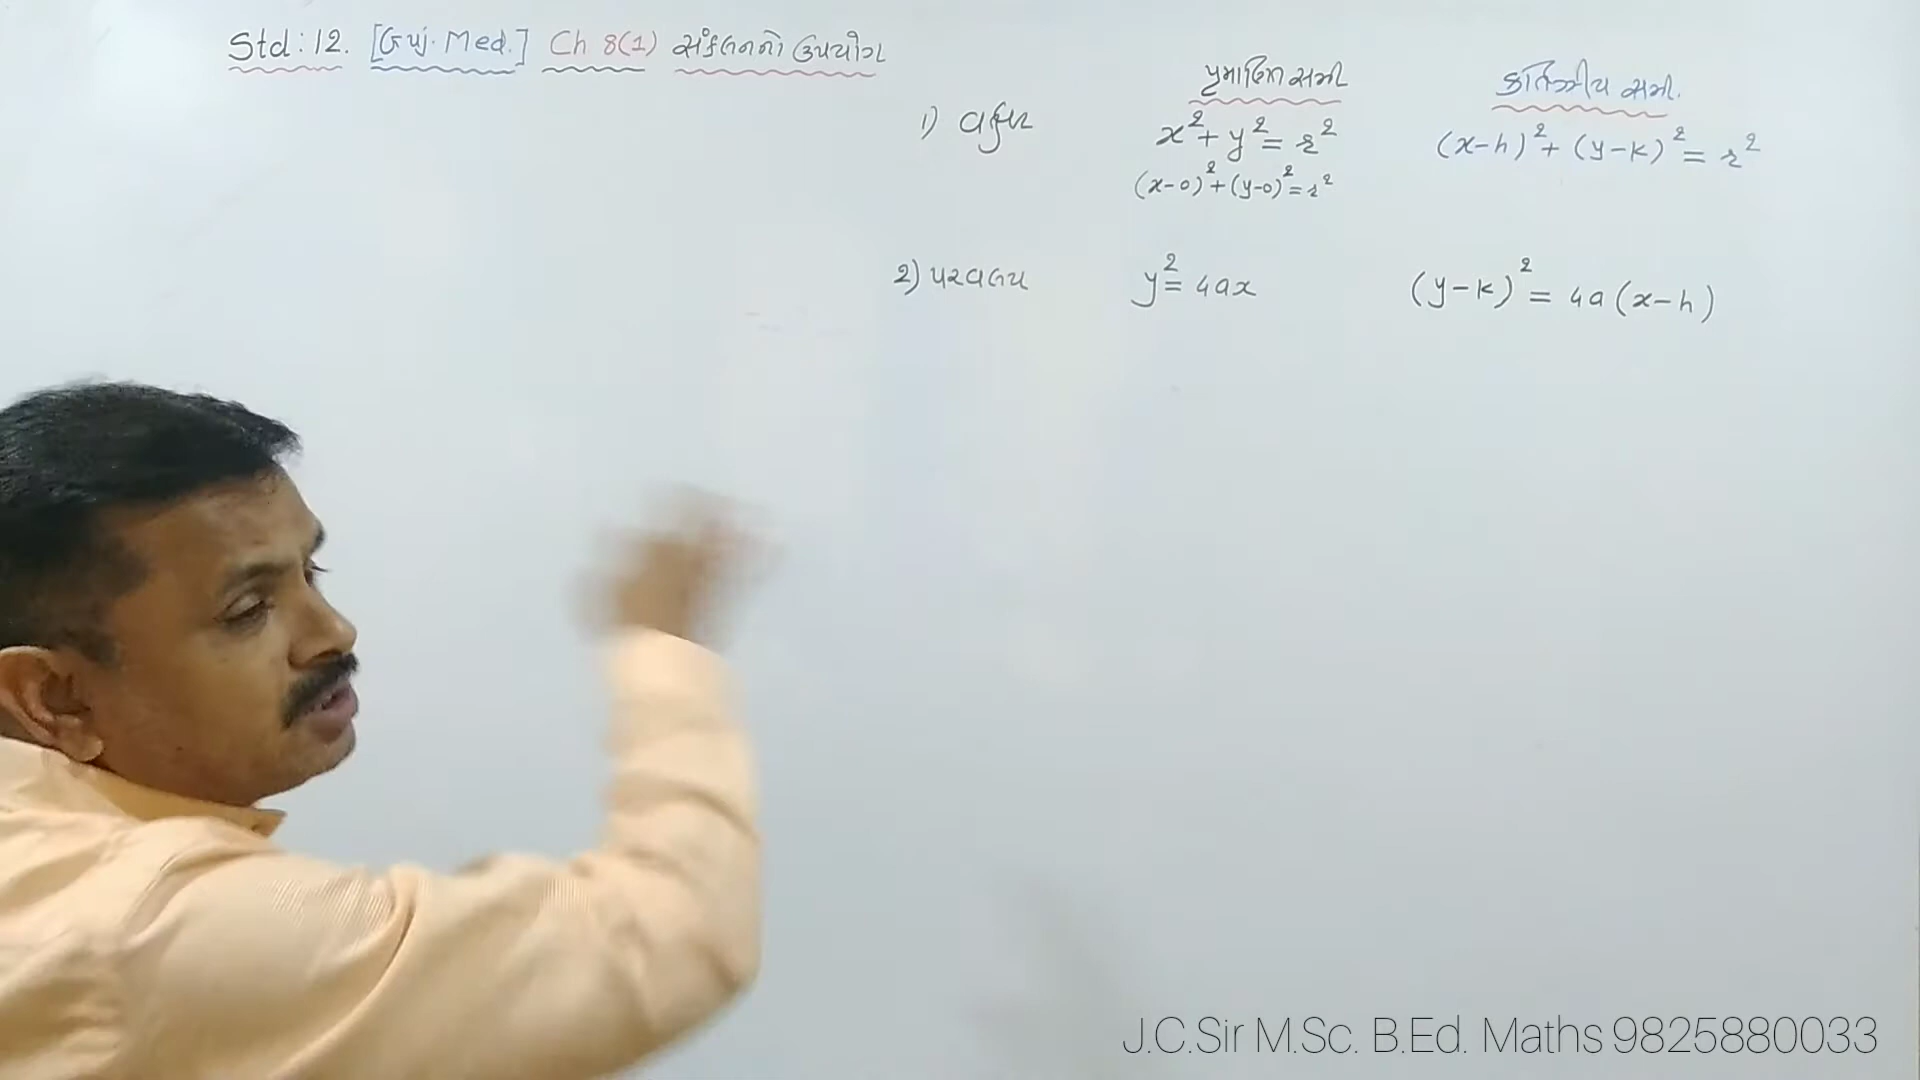 Std: 12. [Guj. Med.] Ch 8(1) સંકલનનો ઉપયોગ
પ્રમાણિત સમી
કાર્તેઝીય સમી.
1) વર્તુળ
x² + y² = r²
(x-h)² + (y-k)² = r²
(x-0)² + (y-0)² = r²
2) પરવલય
y² = 4ax
(y-k)² = 4a(x-h)
J.C.Sir M.Sc. B.Ed. Maths 9825880033